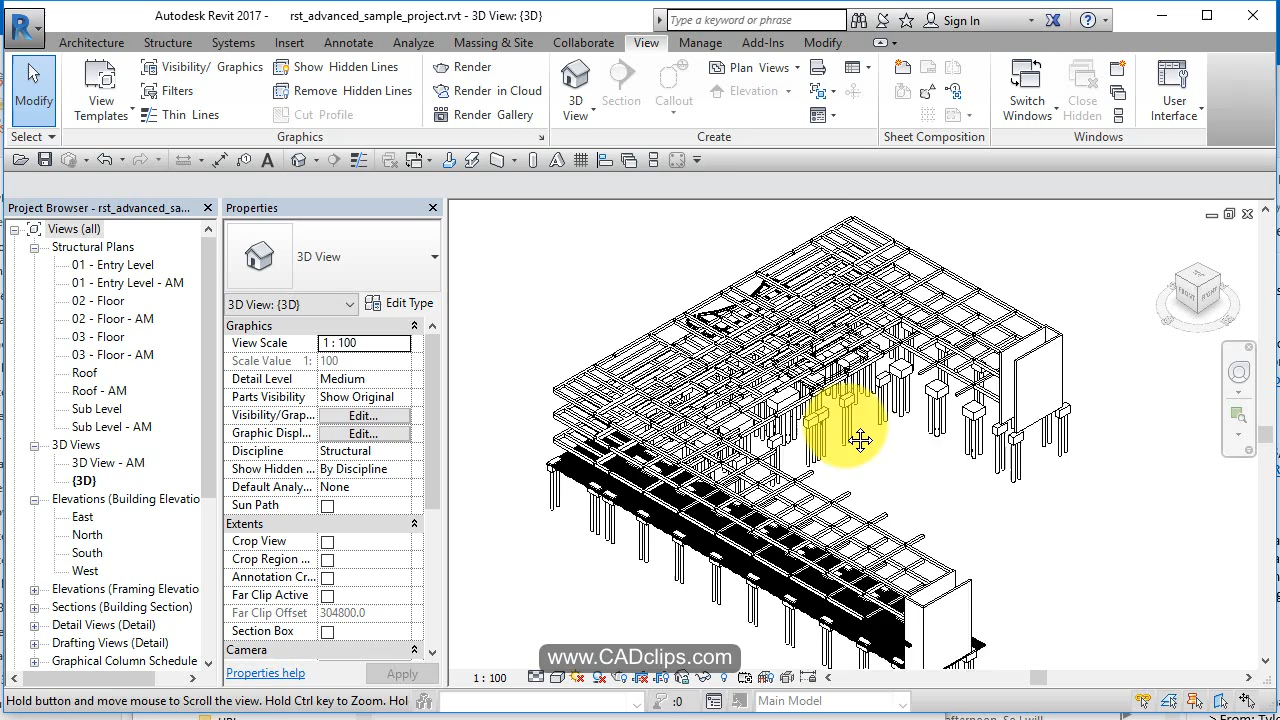 Autodesk Revit 2017 - rst_advanced_sample_project.rvt - 3D View: {3D}
Type a keyword or phrase
Sign In
Architecture Structure Systems Insert Annotate Analyze Massing & Site Collaborate View Manage Add-Ins Modify
Modify
Select
View
Templates
Visibility/ Graphics
Filters
Thin Lines
Show Hidden Lines
Remove Hidden Lines
Cut Profile
Render
Render in Cloud
Render Gallery
Graphics
3D
View
Section
Callout
Plan Views
Elevation
Create
Sheet Composition
Switch
Windows
Close
Hidden
Windows
User
Interface
Project Browser - rst_advanced_sa...
Views (all)
Structural Plans
01 - Entry Level
01 - Entry Level - AM
02 - Floor
02 - Floor - AM
03 - Floor
03 - Floor - AM
Roof
Roof - AM
Sub Level
Sub Level - AM
3D Views
3D View - AM
{3D}
Elevations (Building Elevatio
East
North
South
West
Elevations (Framing Elevatio
Sections (Building Section)
Detail Views (Detail)
Drafting Views (Detail)
Graphical Column Schedule
Properties
3D View
3D View: {3D}
Edit Type
Graphics
View Scale 1 : 100
Scale Value 1: 100
Detail Level Medium
Parts Visibility Show Original
Visibility/Grap... Edit...
Graphic Displ... Edit...
Discipline Structural
Show Hidden ... By Discipline
Default Analy... None
Sun Path
Extents
Crop View
Crop Region ...
Annotation Cr...
Far Clip Active
Far Clip Offset 304800.0
Section Box
Camera
Properties help
Apply
FRONT
www.CADclips.com
1 : 100
Hold button and move mouse to Scroll the view. Hold Ctrl key to Zoom. Hol
:0
Main Model